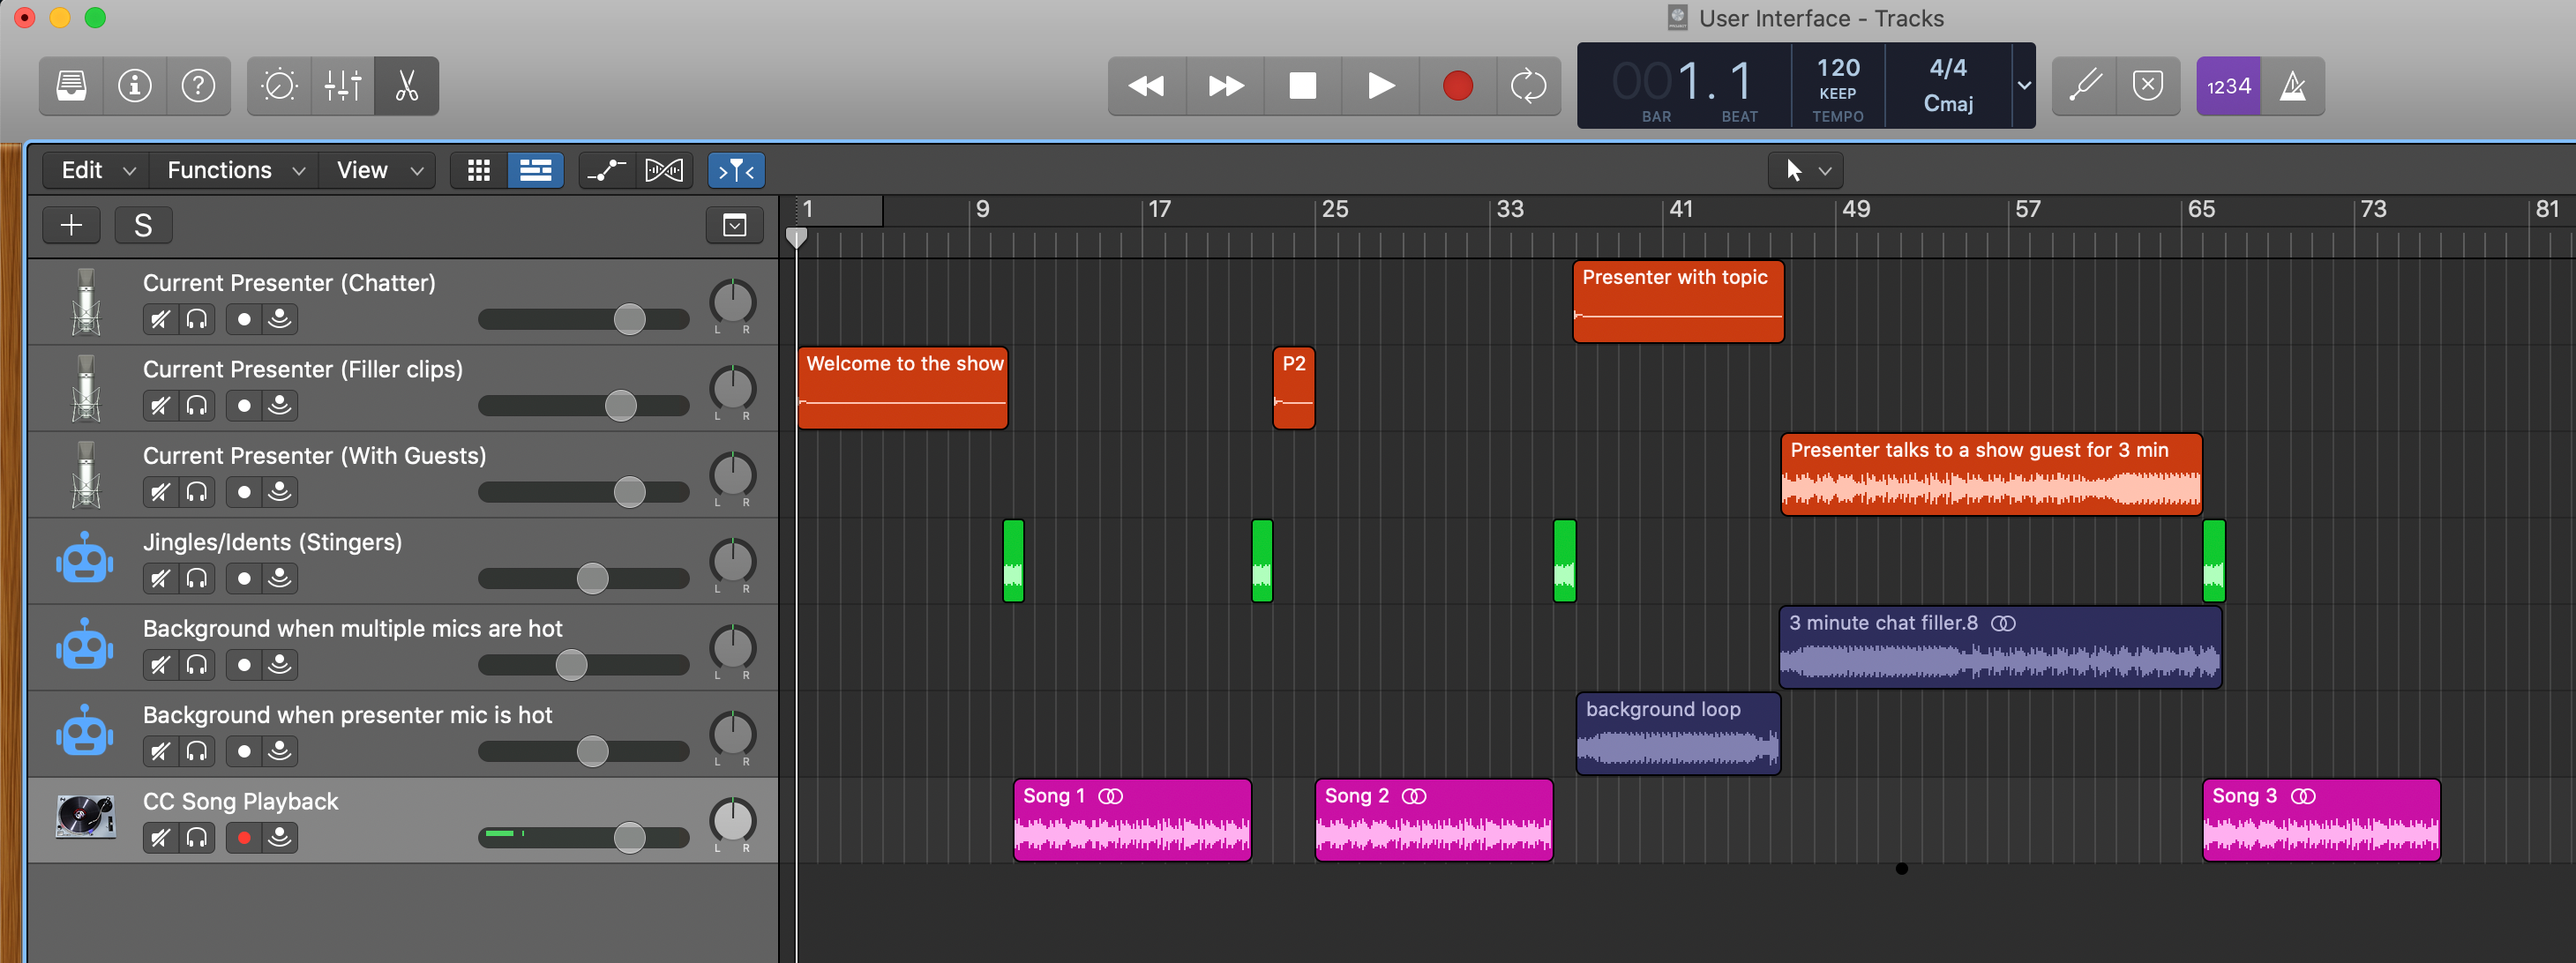 User Interface - Tracks
001. 1
BAR
BEAT
120
KEEP
TEMPO
4/4
Cmaj
1234
Edit
Functions
View
S
1
9
17
25
33
41
49
57
65
73
81
Current Presenter (Chatter)
L R
Presenter with topic
Current Presenter (Filler clips)
L R
Welcome to the show
P2
Current Presenter (With Guests)
L R
Presenter talks to a show guest for 3 min
Jingles/Idents (Stingers)
L R
Background when multiple mics are hot
L R
3 minute chat filler.8
Background when presenter mic is hot
L R
background loop
CC Song Playback
L R
Song 1
Song 2
Song 3